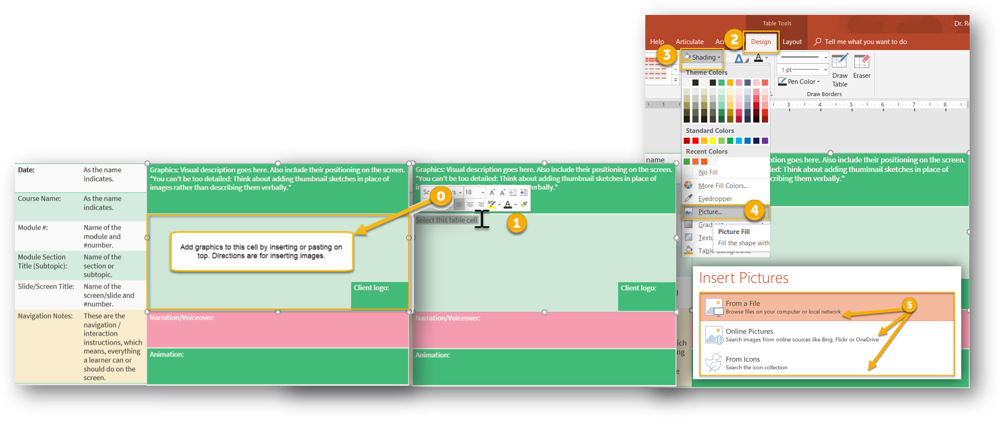 Date:
As the name
indicates.
Course Name:
As the name
indicates.
Module #:
Name of the
module and
#number.
Module Section
Title (Subtopic):
Name of the
section or
subtopic.
Slide/Screen Title:
Name of the
screen/slide and
#number.
Navigation Notes:
These are the
navigation /
interaction
instructions, which
means, everything
a learner can or
should do on the
screen.
Graphics: Visual description goes here. Also include their positioning on the screen.
*You can't be too detailed: Think about adding thumbnail sketches in place of
images rather than describing them verbally.*
0
Add graphics to this cell by inserting or pasting on
top. Directions are for inserting images.
Client logo:
Narration/Voiceover:
Animation:
Graphics: Visual description goes here. Also include their positioning on the screen.
*You can't be too detailed: Think about adding thumbnail sketches in place of
verbally.*
18
A A
A
Select this table cell
1
Client logo:
Narration/Voiceover:
Animation:
Table Tools
Dr. Ro
Help
Articulate
Ac
2
Design
Layout
Tell me what you want to do
3
Shading
A
A
1 pt
Pen Color
Draw
Table
Eraser
Draw Borders
1
3 4 5 6 7 8
Theme Colors
Standard Colors
Recent Colors
No Fill
More Fill Colors...
Eyedropper
Picture...
4
Gradi
Textu
Table Background
Picture Fill
Fill the shape with
name
ption goes here. Also include their positioning on the screen.
led: Think about adding thumbnail sketches in place of
scribing them verbally.*
d
ich
ng
e
Insert Pictures
From a File
Browse files on your computer or local network
5
Online Pictures
Search images from online sources like Bing, Flickr or OneDrive
From Icons
Search the icon collection